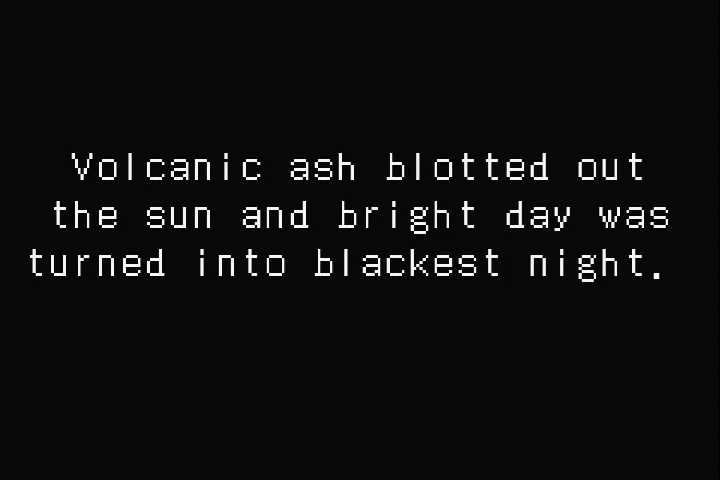 Volcanic ash blotted out
the sun and bright day was
turned into blackest night.